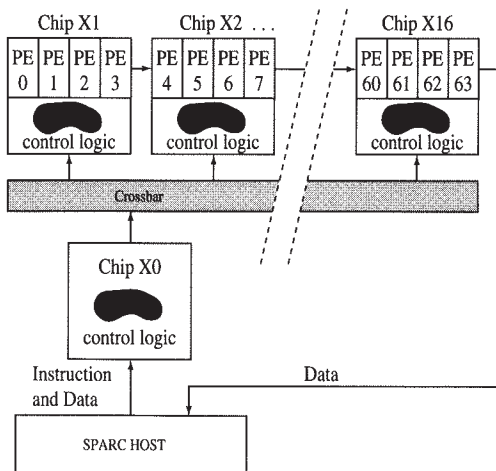 Chip X1 Chip X2 . . . Chip X16
PE PE PE PE PE PE PE PE PE PE PE PE
0 1 2 3 4 5 6 7 60 61 62 63
control logic control logic control logic
Crossbar
Chip X0
control logic
Instruction
and Data
Data
SPARC HOST